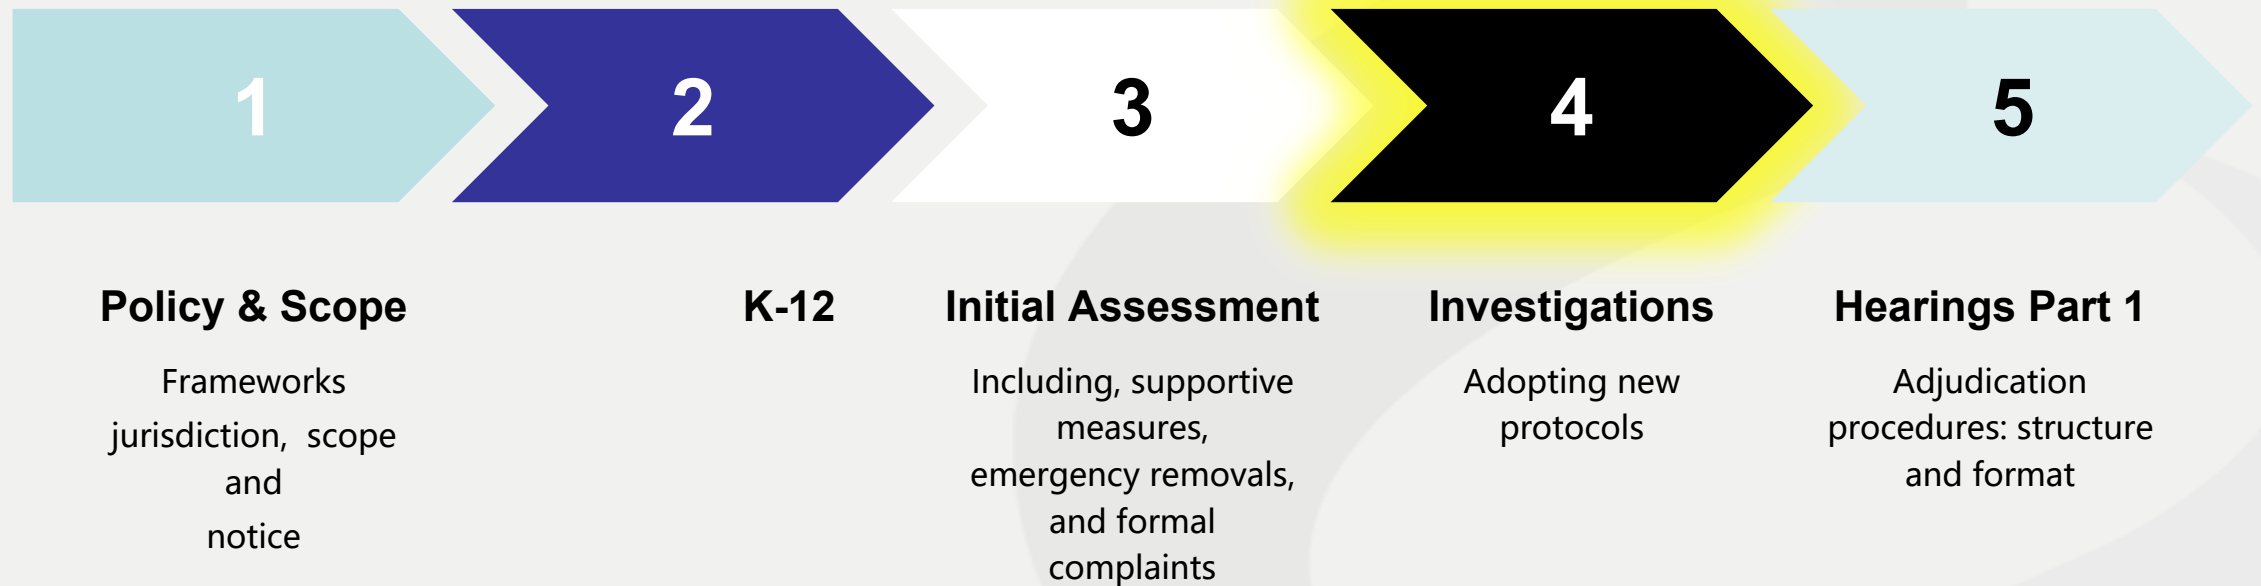 1
2
3
4
5
Policy & Scope
Frameworks
jurisdiction, scope
and
notice
K-12
Initial Assessment
Including, supportive
measures,
emergency removals,
and formal
complaints
Investigations
Adopting new
protocols
Hearings Part 1
Adjudication
procedures: structure
and format